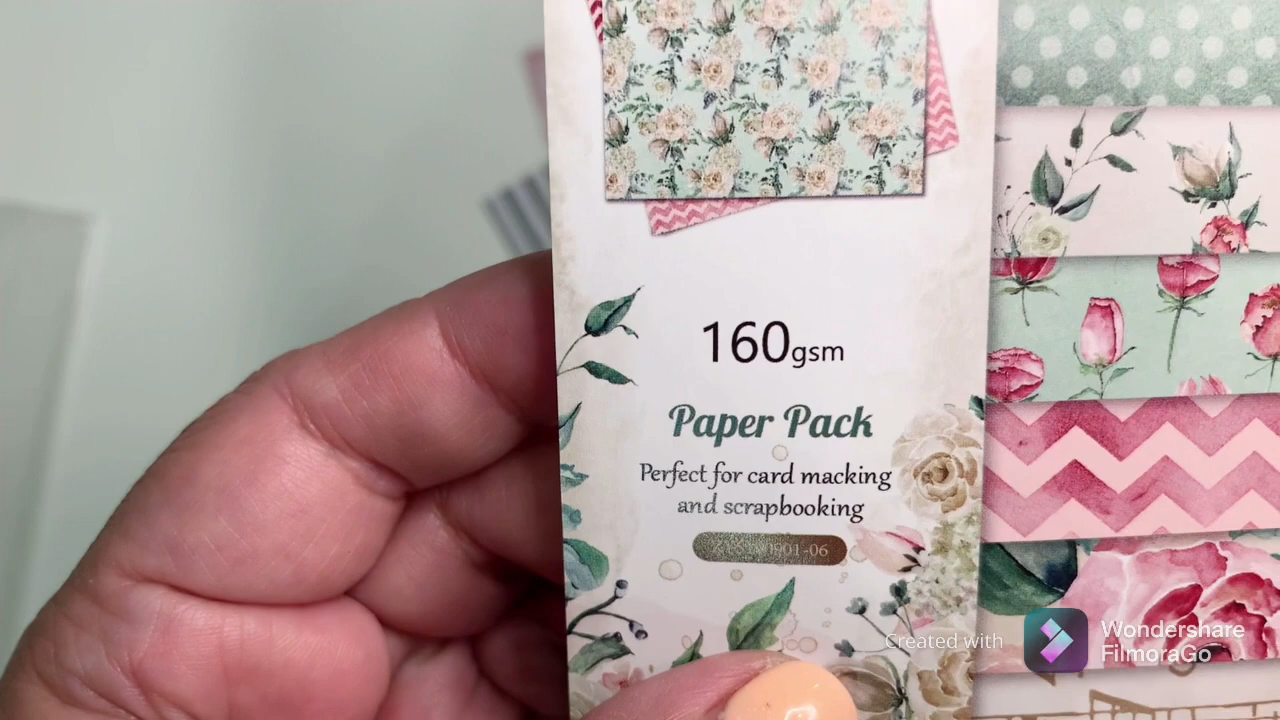 160gsm
Paper Pack
Perfect for card macking
and scrapbooking
Created with
Wondershare
FilmoraGo